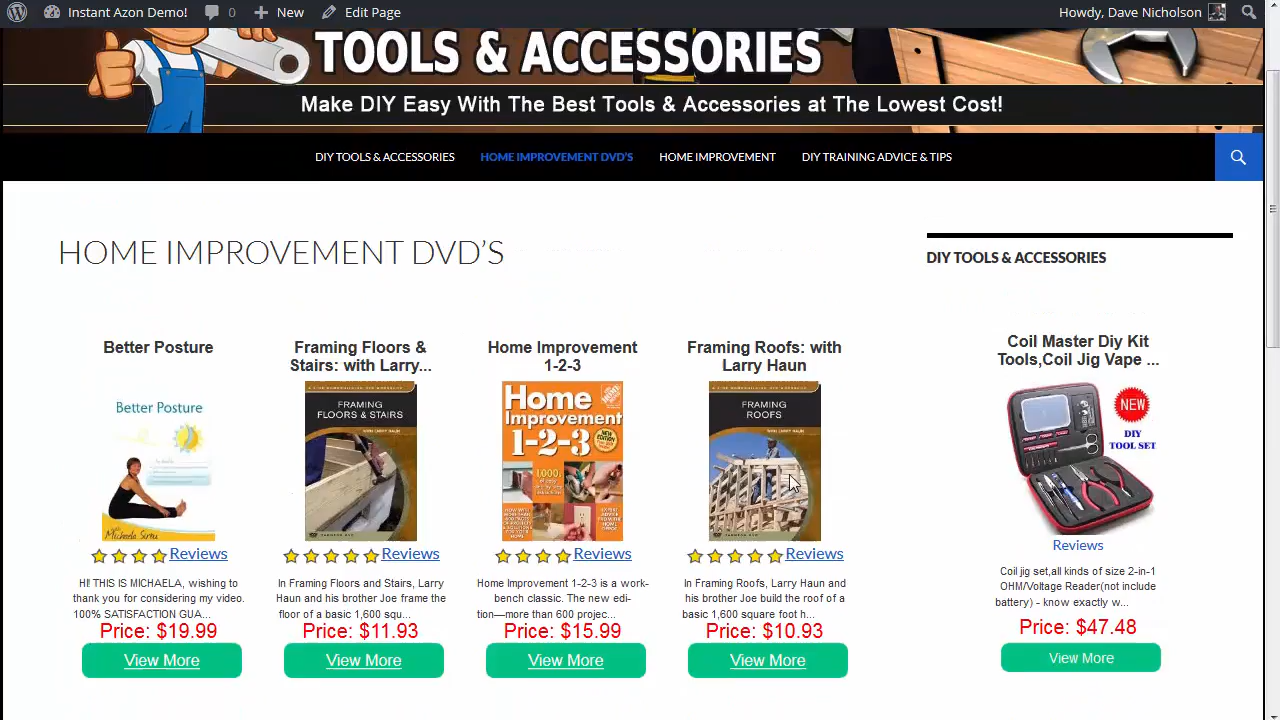 Instant Azon Demo! 0 New Edit Page Howdy, Dave Nicholson
TOOLS & ACCESSORIES
Make DIY Easy With The Best Tools & Accessories at The Lowest Cost!
DIY TOOLS & ACCESSORIES HOME IMPROVEMENT DVD'S HOME IMPROVEMENT DIY TRAINING ADVICE & TIPS
HOME IMPROVEMENT DVD'S
Better Posture
Better Posture
Michaela Sirbu
Reviews
HI! THIS IS MICHAELA, wishing to
thank you for considering my video.
100% SATISFACTION GUA...
Price: $19.99
View More
Framing Floors &
Stairs: with Larry...
FRAMING
FLOORS & STAIRS
Reviews
In Framing Floors and Stairs, Larry
Haun and his brother Joe frame the
floor of a basic 1,600 squ...
Price: $11.93
View More
Home Improvement
1-2-3
Home
Improvement
1-2-3
Reviews
Home Improvement 1-2-3 is a work-
bench classic. The new edi-
tion—more than 600 projec...
Price: $15.99
View More
Framing Roofs: with
Larry Haun
FRAMING
ROOFS
Reviews
In Framing Roofs, Larry Haun and
his brother Joe build the roof of a
basic 1,600 square foot h...
Price: $10.93
View More
DIY TOOLS & ACCESSORIES
Coil Master Diy Kit
Tools,Coil Jig Vape ...
NEW
DIY
TOOL SET
Reviews
Coil jig set,all kinds of size 2-in-1
OHM/Voltage Reader(not include
battery) - know exactly w...
Price: $47.48
View More